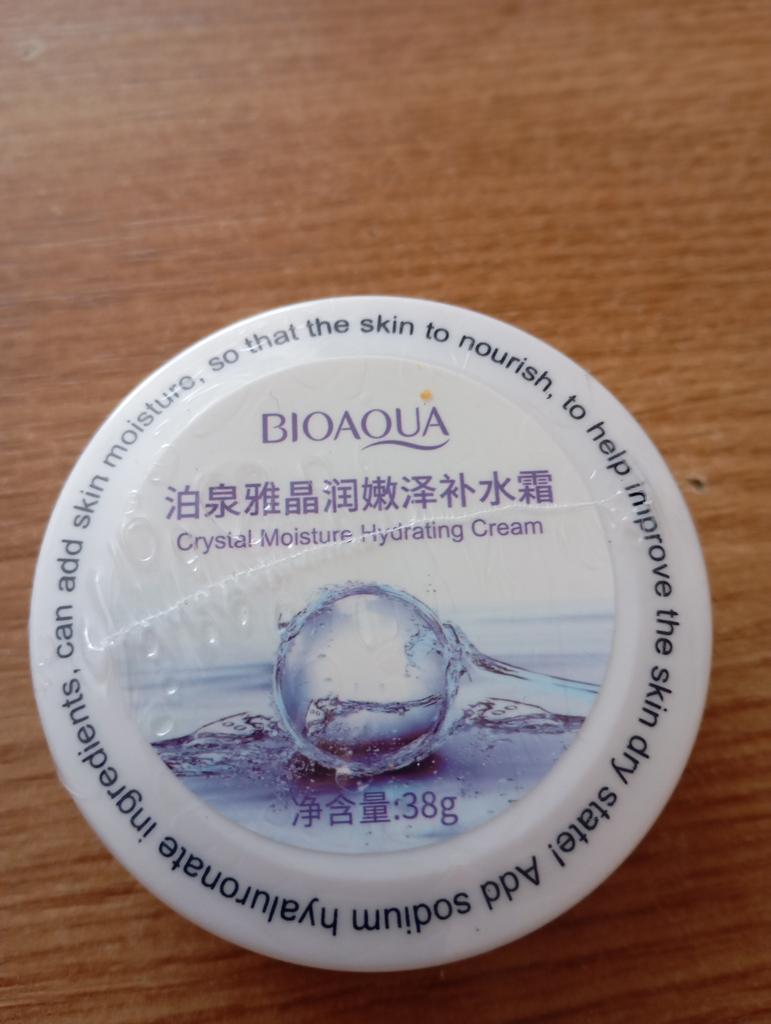 BIOAQUA
泊泉雅晶润嫩泽补水霜
Crystal Moisture Hydrating Cream
净含量:38g
Add sodium hyaluronate ingredients, can add skin moisture, so that the skin to nourish, to help improve the skin dry state!